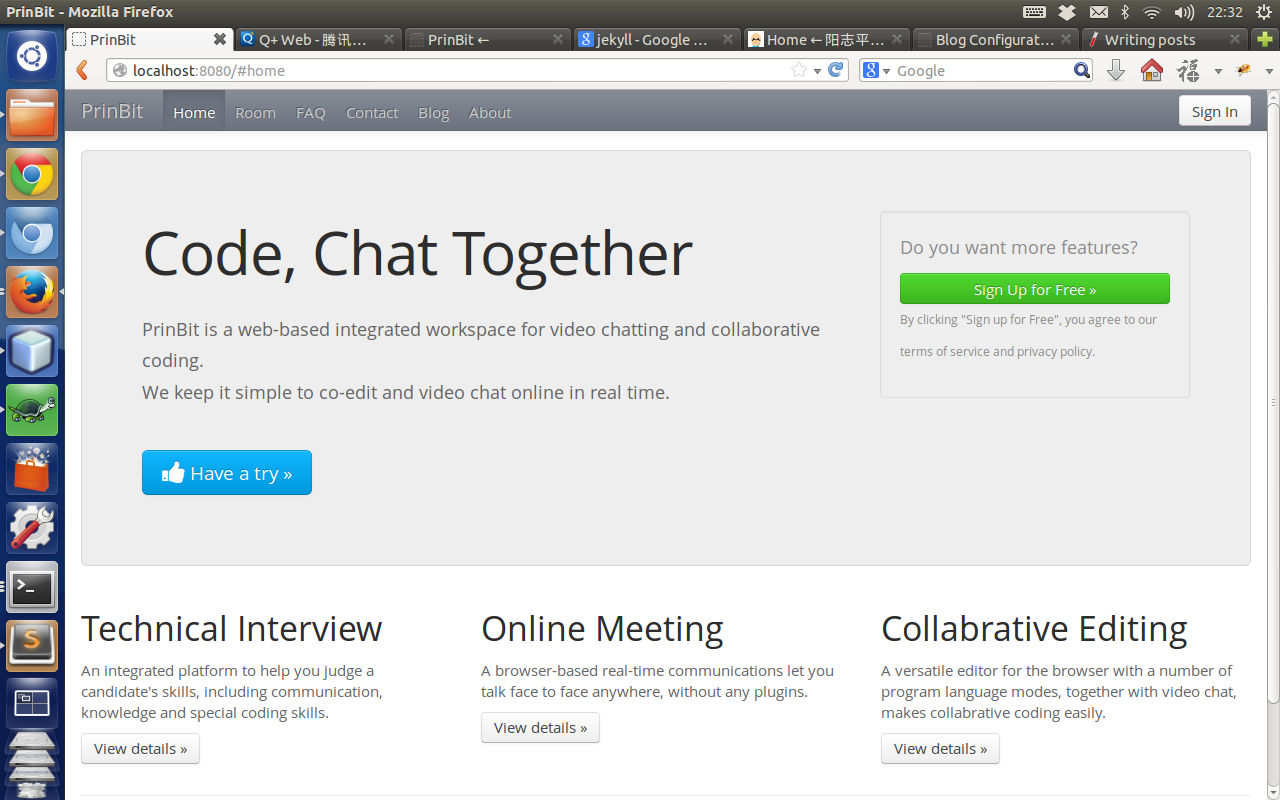 PrinBit - Mozilla Firefox
22:32
PrinBit
Q+ Web - 腾讯...
PrinBit ←
jekyll - Google ...
Home ← 阳志平...
Blog Configurat...
Writing posts
localhost:8080/#home
Google
福
PrinBit
Home
Room
FAQ
Contact
Blog
About
Sign In
Code, Chat Together
PrinBit is a web-based integrated workspace for video chatting and collaborative
coding.
We keep it simple to co-edit and video chat online in real time.
Have a try »
Do you want more features?
Sign Up for Free »
By clicking "Sign up for Free", you agree to our
terms of service and privacy policy.
Technical Interview
An integrated platform to help you judge a
candidate's skills, including communication,
knowledge and special coding skills.
View details »
Online Meeting
A browser-based real-time communications let you
talk face to face anywhere, without any plugins.
View details »
Collabrative Editing
A versatile editor for the browser with a number of
program language modes, together with video chat,
makes collabrative coding easily.
View details »